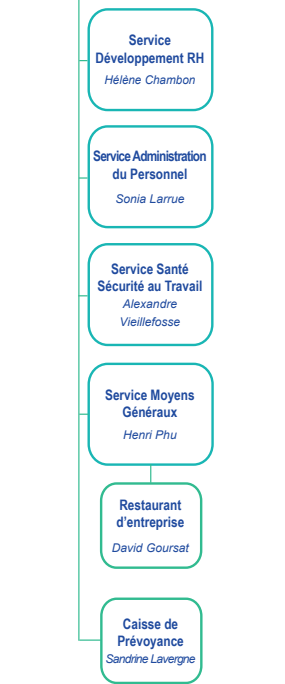 Service
Développement RH
Hélène Chambon
Service Administration
du Personnel
Sonia Larrue
Service Santé
Sécurité au Travail
Alexandre
Vieillefosse
Service Moyens
Généraux
Henri Phu
Restaurant
d’entreprise
David Goursat
Caisse de
Prévoyance
Sandrine Lavergne